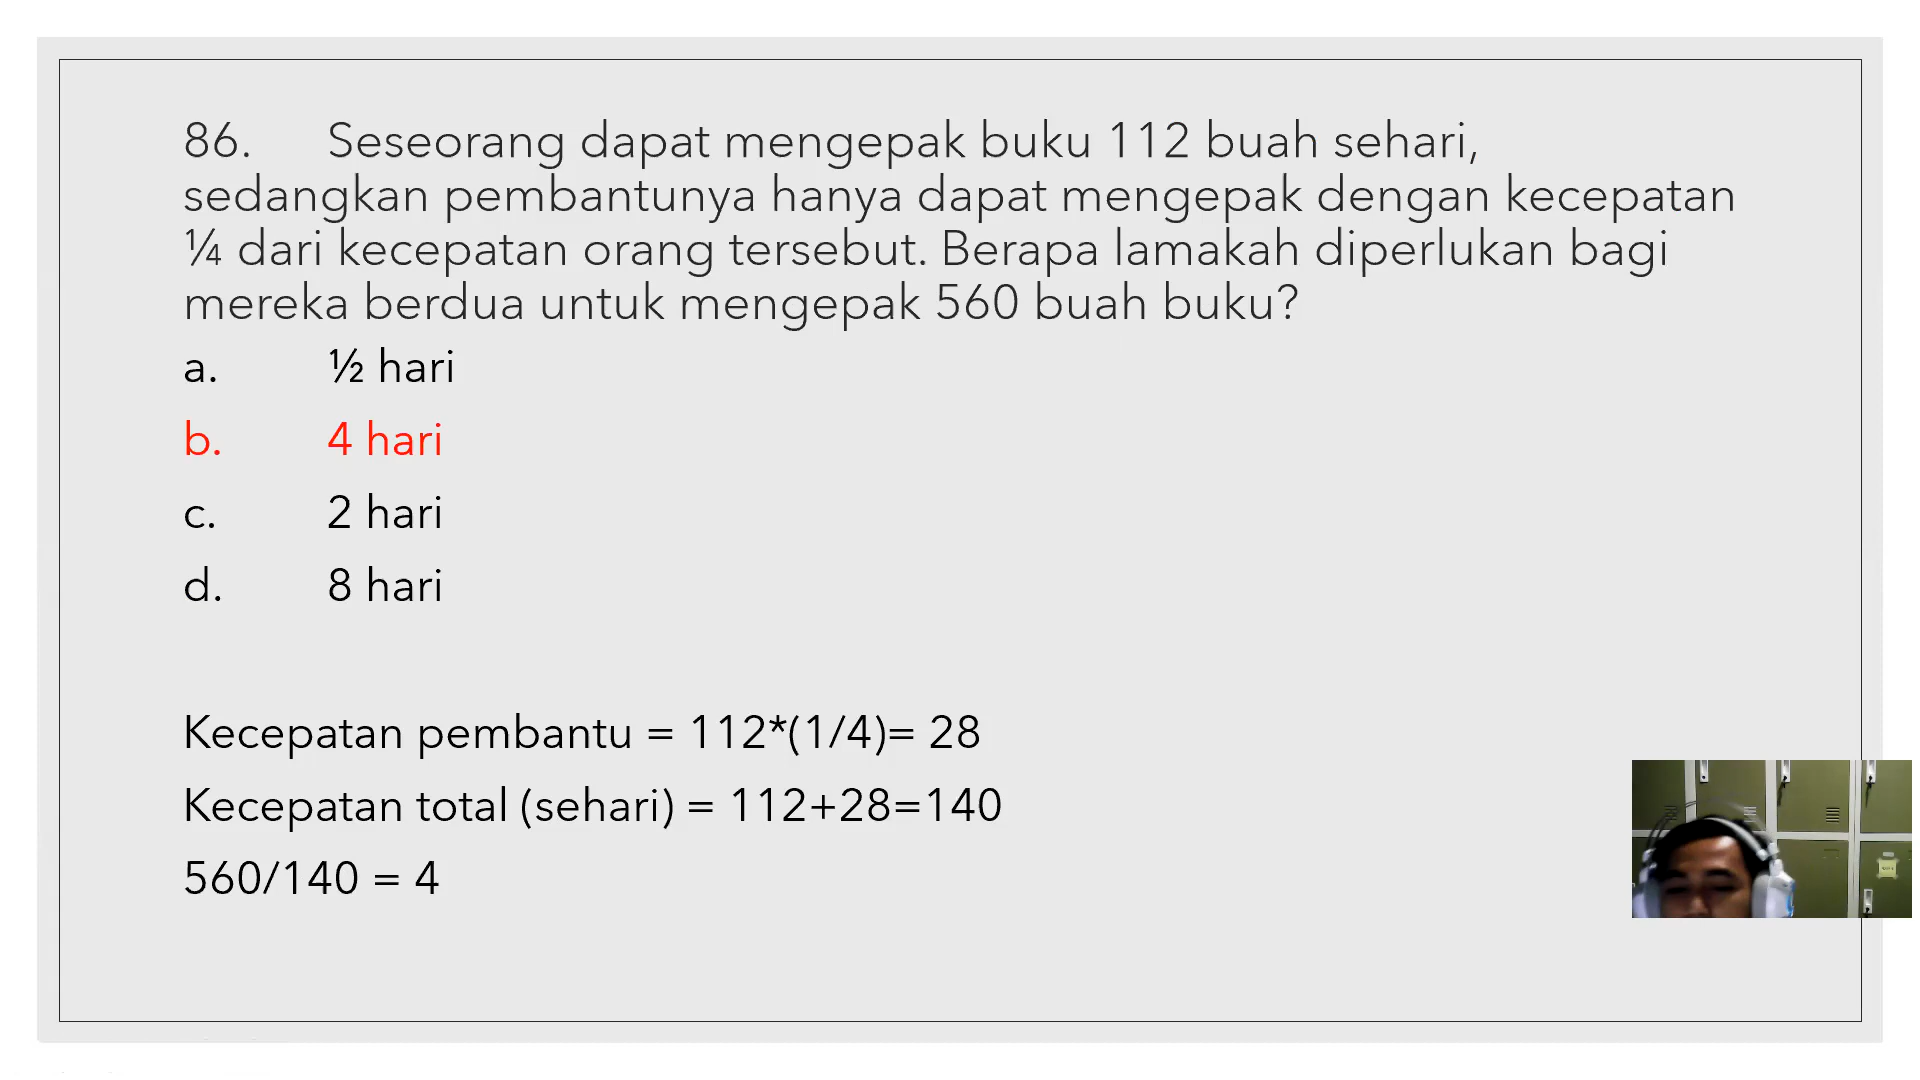 86. Seseorang dapat mengepak buku 112 buah sehari,
sedangkan pembantunya hanya dapat mengepak dengan kecepatan
¼ dari kecepatan orang tersebut. Berapa lamakah diperlukan bagi
mereka berdua untuk mengepak 560 buah buku?
a. ½ hari
b. 4 hari
c. 2 hari
d. 8 hari
Kecepatan pembantu = 112*(1/4)= 28
Kecepatan total (sehari) = 112+28=140
560/140 = 4